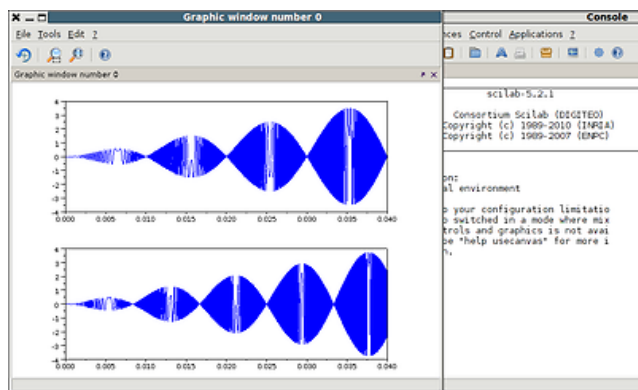 Graphic window number 0
Console
File Tools Edit ?
nces Control Applications ?
Graphic window number 0
scilab-5.2.1
Consortium Scilab (DIGITEO)
Copyright (c) 1989-2010 (INRIA)
Copyright (c) 1989-2007 (ENPC)
on:
al environment
o your configuration limitatio
o switched in a mode where mix
trols and graphics is not avai
pe "help usecanvas" for more i
n.
4
3
2
1
0
-1
-2
-3
-4
0.000 0.005 0.010 0.015 0.020 0.025 0.030 0.035 0.040
4
3
2
1
0
-1
-2
-3
-4
0.000 0.005 0.010 0.015 0.020 0.025 0.030 0.035 0.040